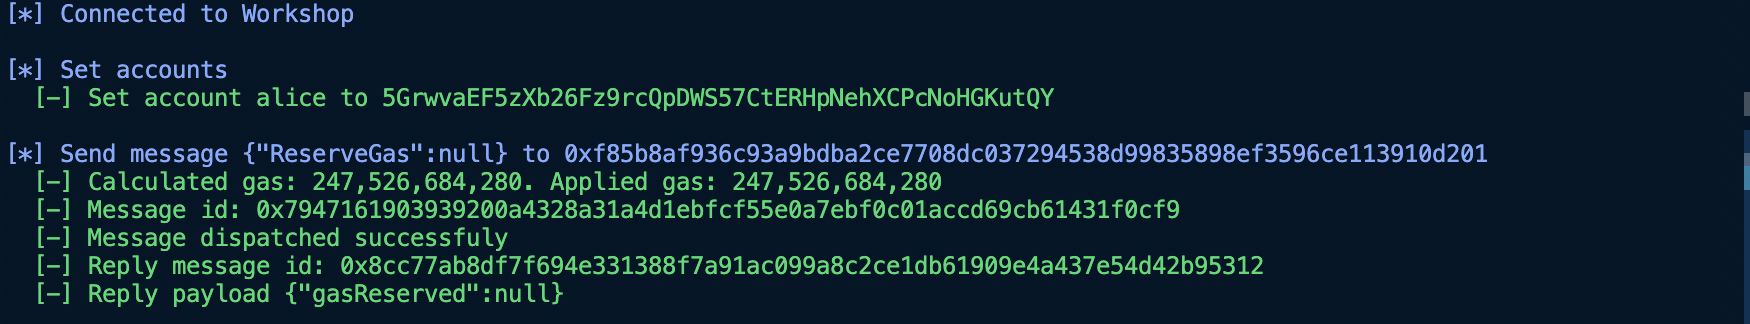 [*] Connected to Workshop
[*] Set accounts
[-] Set account alice to 5GrwvaEF5zXb26Fz9rcQpDWS57CtERHpNehXCPcNoHGKutQY
[*] Send message {"ReserveGas":null} to 0xf85b8af936c93a9bdba2ce7708dc037294538d99835898ef3596ce113910d201
[-] Calculated gas: 247,526,684,280. Applied gas: 247,526,684,280
[-] Message id: 0x7947161903939200a4328a31a4d1ebfcf55e0a7ebf0c01accd69cb61431f0cf9
[-] Message dispatched successfuly
[-] Reply message id: 0x8cc77ab8df7f694e331388f7a91ac099a8c2ce1db61909e4a437e54d42b95312
[-] Reply payload {"gasReserved":null}